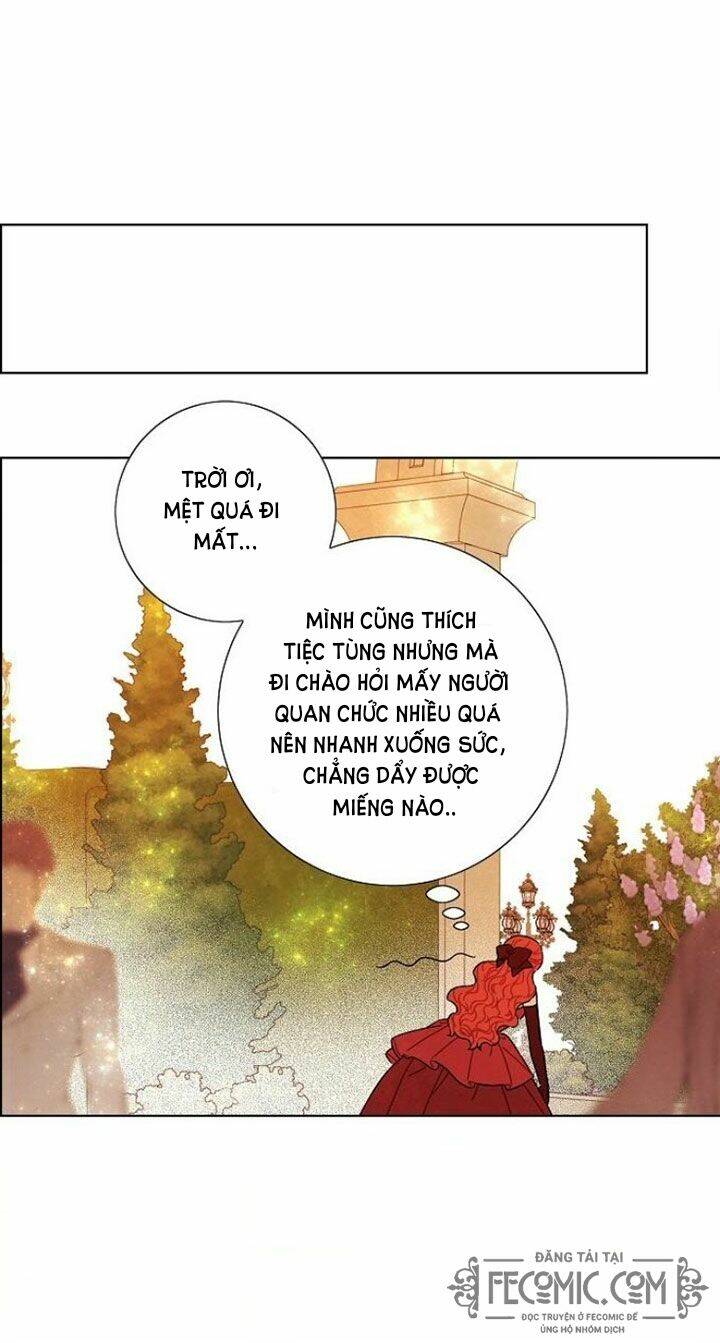 TRỜI ƠI,
MỆT QUÁ ĐI
MẤT...
MÌNH CŨNG THÍCH
TIỆC TÙNG NHƯNG MÀ
ĐI CHÀO HỎI MẤY NGƯỜI
QUAN CHỨC NHIỀU QUÁ
NÊN NHANH XUỐNG SỨC,
CHẲNG DẨY ĐƯỢC
MIẾNG NÀO..
ĐĂNG TẢI TẠI
FECOMIC.COM
ĐỌC TRUYỆN Ở FECOMIC ĐỂ
ỦNG HỘ NHÓM DỊCH